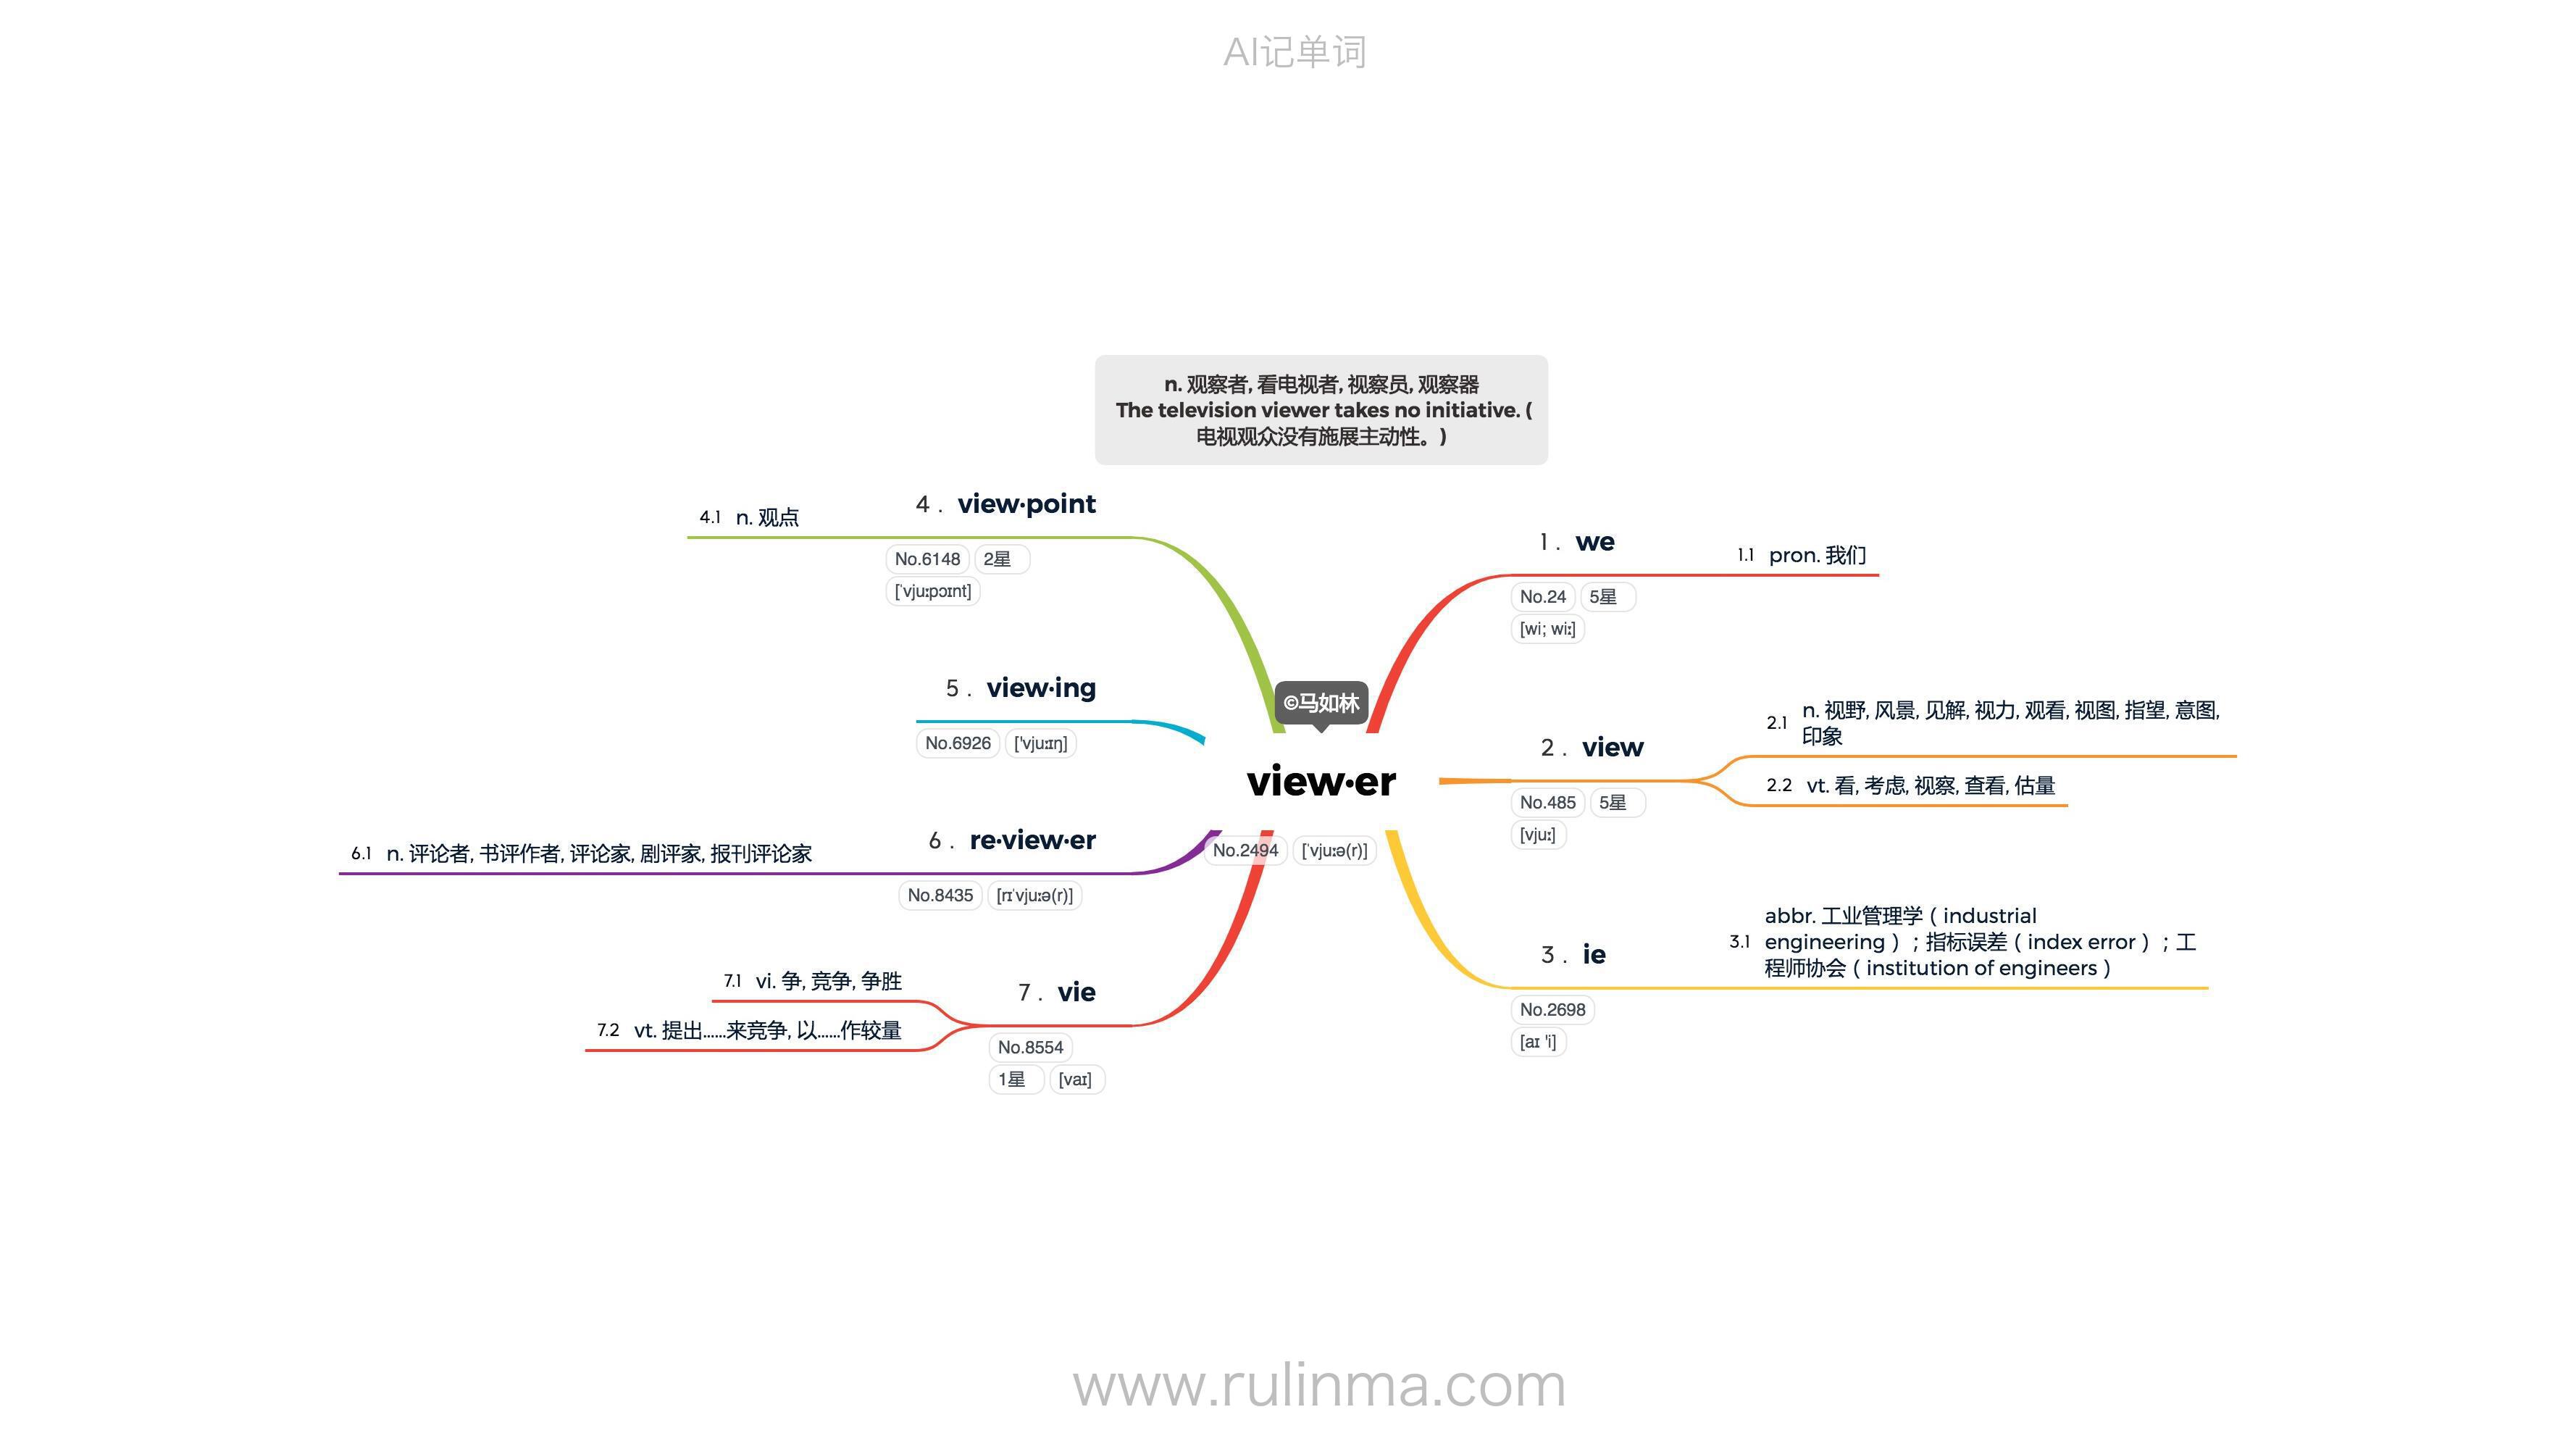 AI记单词
n. 观察者, 看电视者, 视察员, 观察器
The television viewer takes no initiative. (
电视观众没有施展主动性。)
©马如林
view·er
No.2494 [ˈvjuːə(r)]
1. we
No.24 5星
[wi; wiː]
1.1 pron. 我们
2. view
No.485 5星
[vjuː]
2.1 n. 视野, 风景, 见解, 视力, 观看, 视图, 指望, 意图,
印象
2.2 vt. 看, 考虑, 视察, 查看, 估量
3. ie
No.2698
[aɪ 'i]
3.1 abbr. 工业管理学（industrial
engineering）；指标误差（index error）；工
程师协会（institution of engineers）
4. view·point
No.6148 2星
[ˈvjuːpɔɪnt]
4.1 n. 观点
5. view·ing
No.6926 ['vjuːɪŋ]
6. re·view·er
No.8435 [rɪˈvjuːə(r)]
6.1 n. 评论者, 书评作者, 评论家, 剧评家, 报刊评论家
7. vie
No.8554
1星 [vaɪ]
7.1 vi. 争, 竞争, 争胜
7.2 vt. 提出......来竞争, 以......作较量
www.rulinma.com